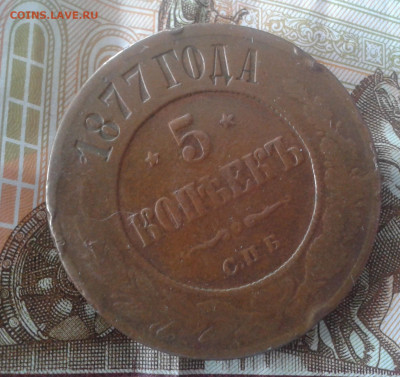 COINS.LAVE.RU
1877 ГОДА
5
КОПѢЕКЪ
С.П.Б.